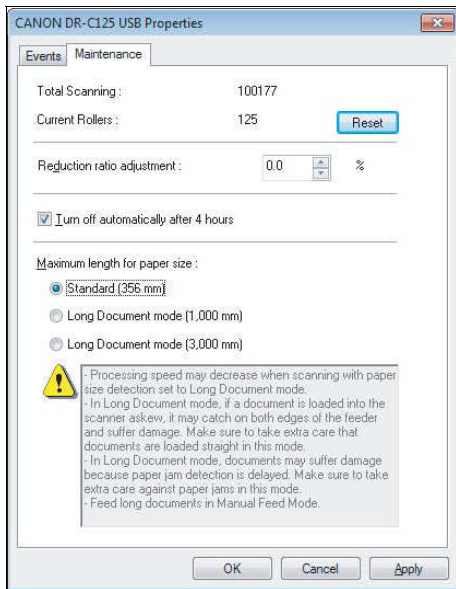 CANON DR-C125 USB Properties
Events Maintenance
Total Scanning : 100177
Current Rollers : 125 Reset
Reduction ratio adjustment : 0.0 %
Turn off automatically after 4 hours
Maximum length for paper size :
Standard (356 mm)
Long Document mode (1,000 mm)
Long Document mode (3,000 mm)
- Processing speed may decrease when scanning with paper
size detection set to Long Document mode.
- In Long Document mode, if a document is loaded into the
scanner askew, it may catch on both edges of the feeder
and suffer damage. Make sure to take extra care that
documents are loaded straight in this mode.
- In Long Document mode, documents may suffer damage
because paper jam detection is delayed. Make sure to take
extra care against paper jams in this mode.
- Feed long documents in Manual Feed Mode.
OK Cancel Apply